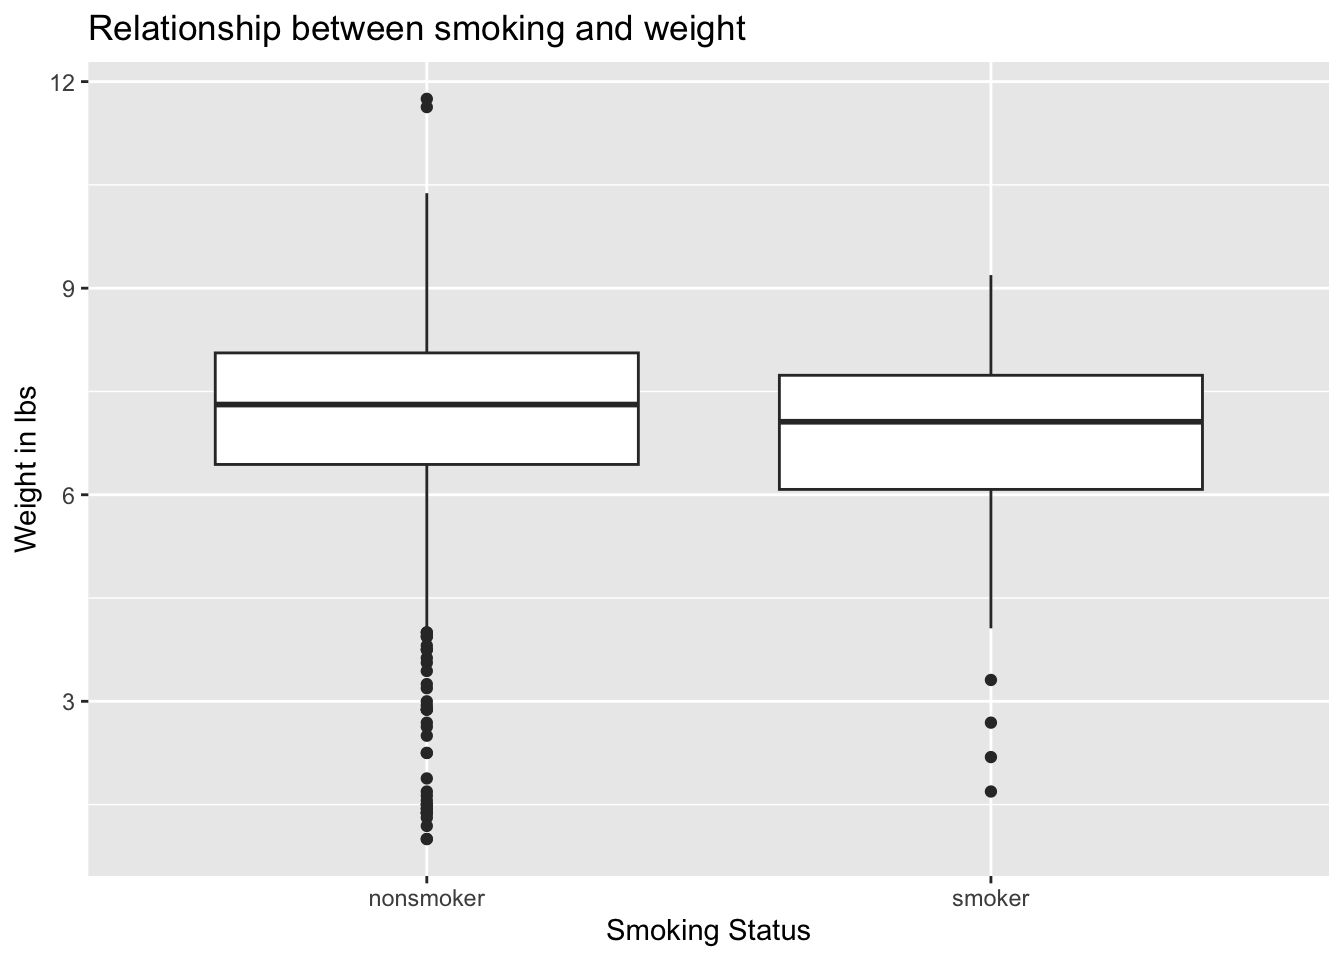 Relationship between smoking and weight
12
9
6
3
Weight in lbs
nonsmoker
smoker
Smoking Status